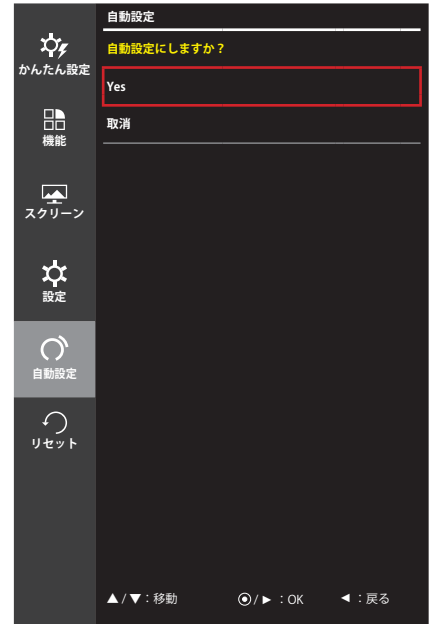 自動設定
自動設定にしますか？
Yes
取消
かんたん設定
機能
スクリーン
設定
自動設定
リセット
▲/▼：移動 ◉/►：OK ◄：戻る